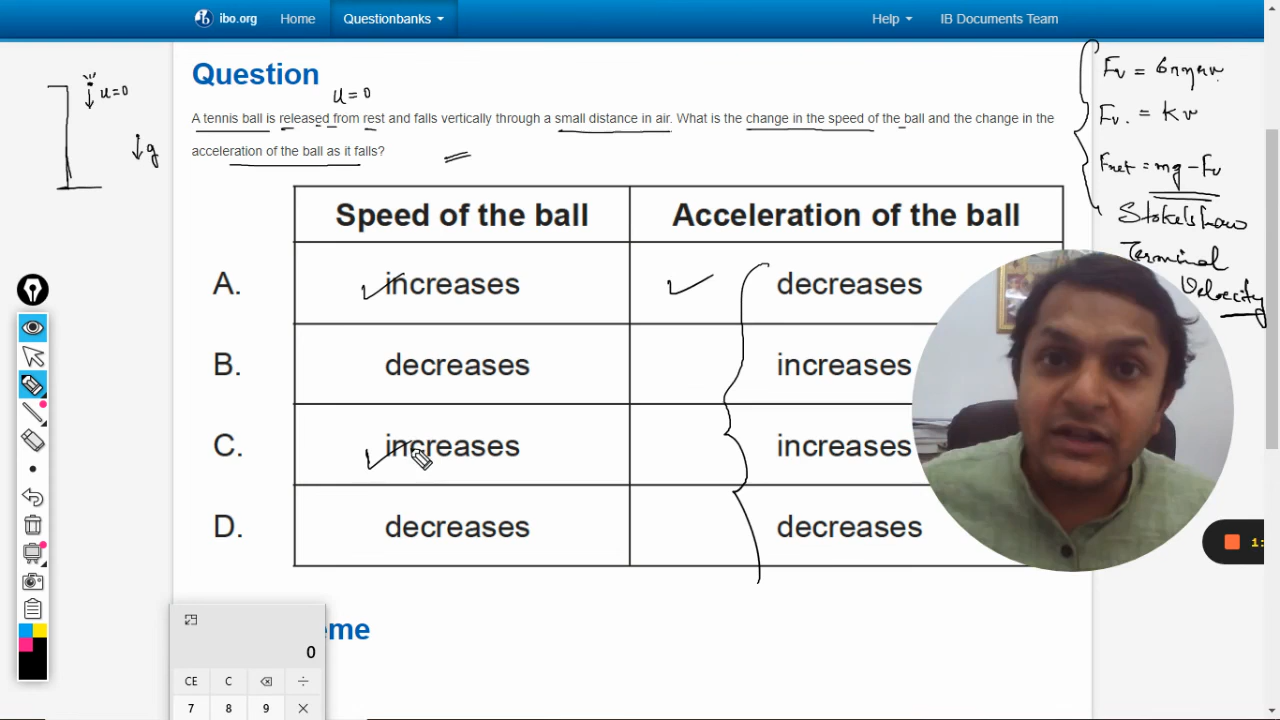 ibo.org Home Questionbanks Help IB Documents Team
Question
u=0
A tennis ball is released from rest and falls vertically through a small distance in air. What is the change in the speed of the ball and the change in the
acceleration of the ball as it falls?
u=0
↓g
Fv = 6πηrv
Fv. = Kv
Fnet = mg - Fv
Terminal
Velocity
Speed of the ball Acceleration of the ball
A. increases decreases
B. decreases increases
C. increases increases
D. decreases decreases
eme
0
CE C ÷
7 8 9 ×
1: